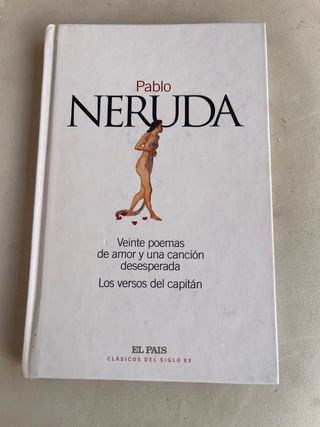 Pablo
NERUDA
Veinte poemas
de amor y una canción
desesperada
Los versos del capitán
EL PAIS
CLÁSICOS DEL SIGLO XX